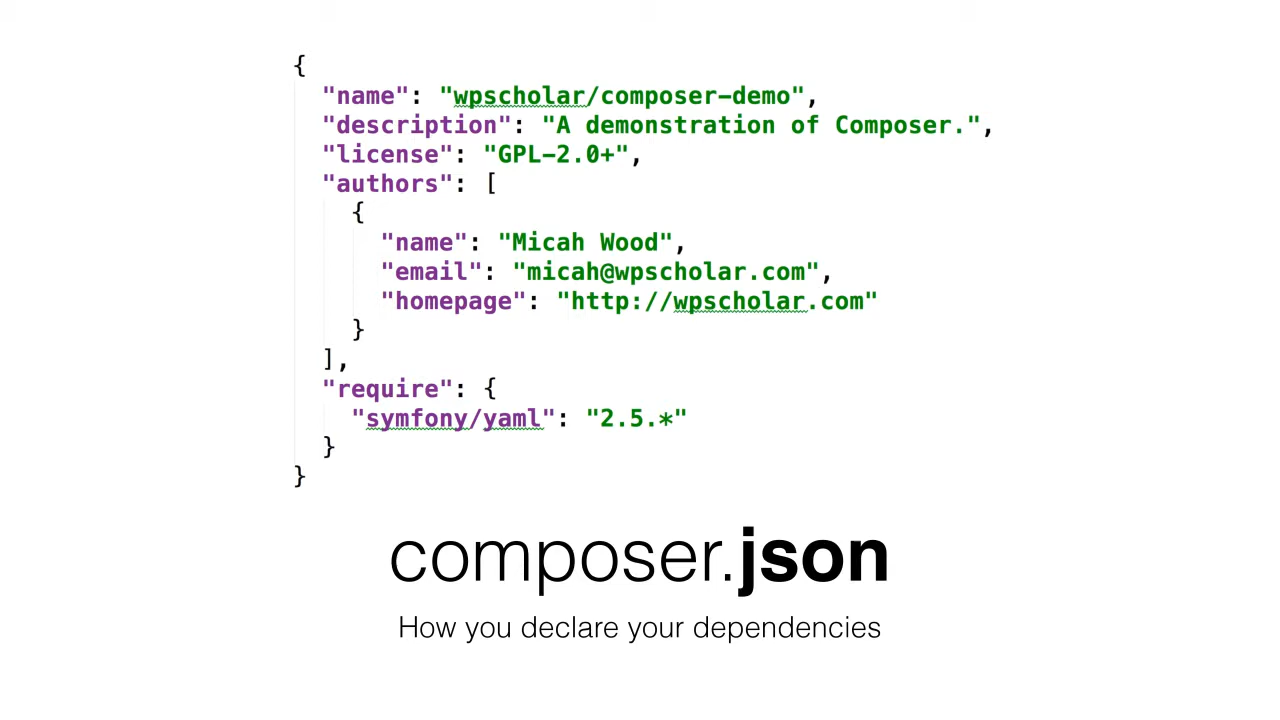 {
  "name": "wpscholar/composer-demo",
  "description": "A demonstration of Composer.",
  "license": "GPL-2.0+",
  "authors": [
    {
      "name": "Micah Wood",
      "email": "micah@wpscholar.com",
      "homepage": "http://wpscholar.com"
    }
  ],
  "require": {
    "symfony/yaml": "2.5.*"
  }
}
composer.json
How you declare your dependencies